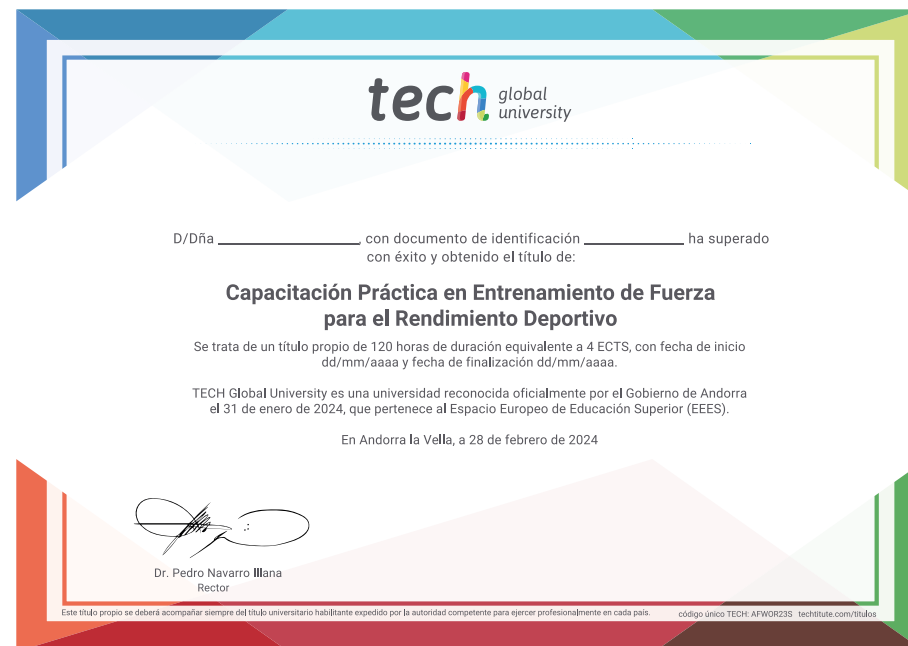 tech global university
D/Dña ____________________, con documento de identificación ______________ ha superado
con éxito y obtenido el título de:
Capacitación Práctica en Entrenamiento de Fuerza
para el Rendimiento Deportivo
Se trata de un título propio de 120 horas de duración equivalente a 4 ECTS, con fecha de inicio
dd/mm/aaaa y fecha de finalización dd/mm/aaaa.
TECH Global University es una universidad reconocida oficialmente por el Gobierno de Andorra
el 31 de enero de 2024, que pertenece al Espacio Europeo de Educación Superior (EEES).
En Andorra la Vella, a 28 de febrero de 2024
Dr. Pedro Navarro Illana
Rector
Este título propio se deberá acompañar siempre del título universitario habilitante expedido por la autoridad competente para ejercer profesionalmente en cada país.
código único TECH: AFWOR23S techtitute.com/titulos